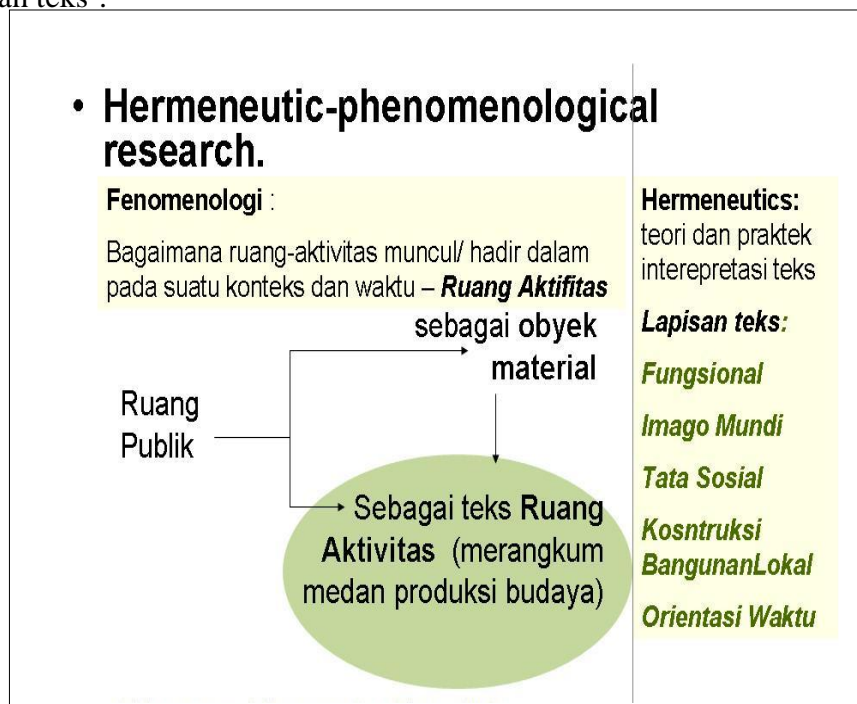 an teks".
• Hermeneutic-phenomenological
research.
Fenomenologi :
Bagaimana ruang-aktivitas muncul/ hadir dalam
pada suatu konteks dan waktu – Ruang Aktifitas
sebagai obyek
material
Ruang
Publik
Sebagai teks Ruang
Aktivitas (merangkum
medan produksi budaya)
Hermeneutics:
teori dan praktek
interepretasi teks
Lapisan teks:
Fungsional
Imago Mundi
Tata Sosial
Kosntruksi
BangunanLokal
Orientasi Waktu